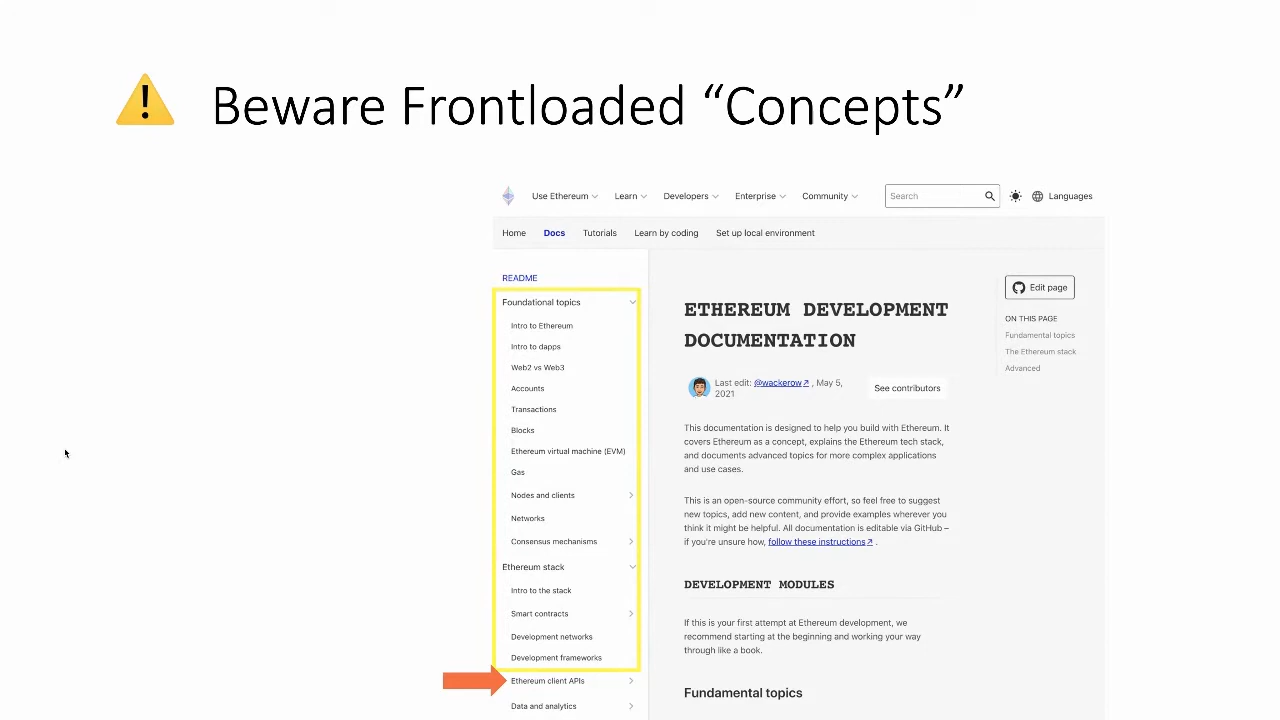 Beware Frontloaded “Concepts”
Use Ethereum Learn Developers Enterprise Community Search Languages
Home Docs Tutorials Learn by coding Set up local environment
README
Foundational topics
Intro to Ethereum
Intro to dapps
Web2 vs Web3
Accounts
Transactions
Blocks
Ethereum virtual machine (EVM)
Gas
Nodes and clients
Networks
Consensus mechanisms
Ethereum stack
Intro to the stack
Smart contracts
Development networks
Development frameworks
Ethereum client APIs
Data and analytics
ETHEREUM DEVELOPMENT
DOCUMENTATION
Last edit: @wackerow↗ , May 5,
2021
See contributors
This documentation is designed to help you build with Ethereum. It
covers Ethereum as a concept, explains the Ethereum tech stack,
and documents advanced topics for more complex applications
and use cases.
This is an open-source community effort, so feel free to suggest
new topics, add new content, and provide examples wherever you
think it might be helpful. All documentation is editable via GitHub –
if you're unsure how, follow these instructions↗ .
DEVELOPMENT MODULES
If this is your first attempt at Ethereum development, we
recommend starting at the beginning and working your way
through like a book.
Fundamental topics
Edit page
ON THIS PAGE
Fundamental topics
The Ethereum stack
Advanced